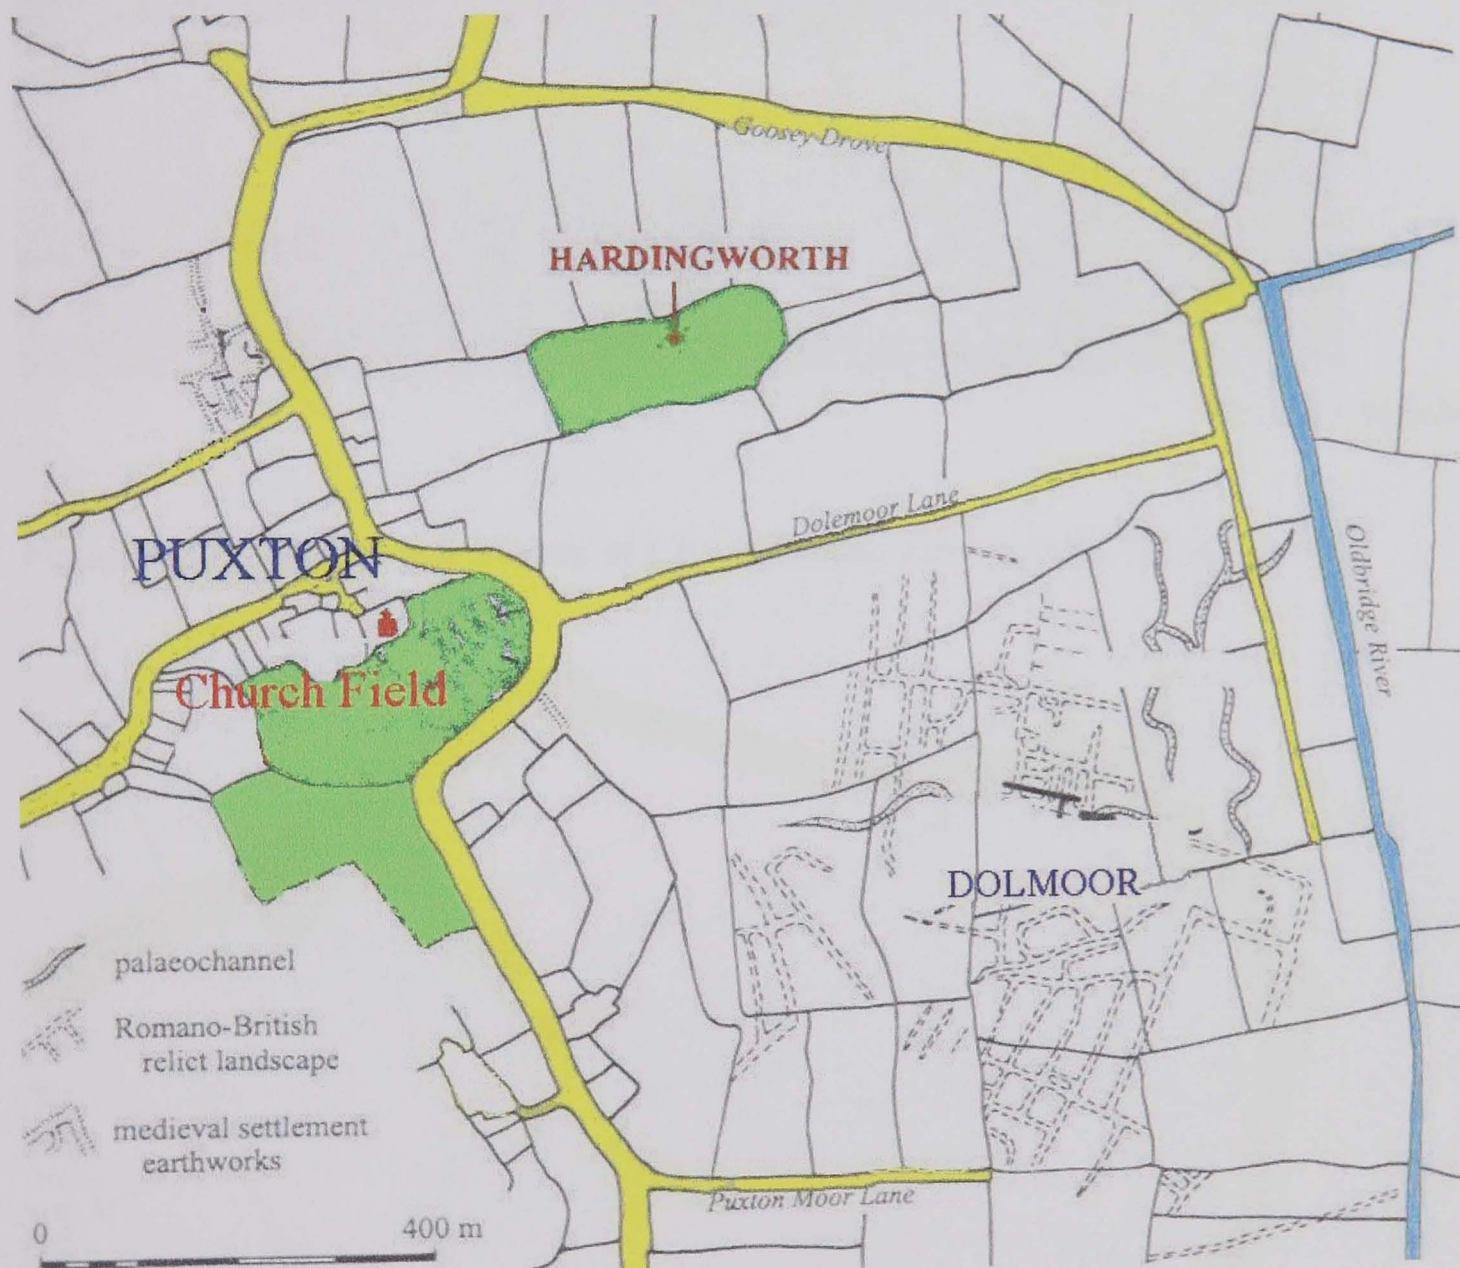 Goosey Drove
HARDINGWORTH
Dolemoor Lane
PUXTON
Oldbridge River
Church Field
DOLMOOR
palaeochannel
Romano-British
relict landscape
medieval settlement
earthworks
Puxton Moor Lane
0
400 m